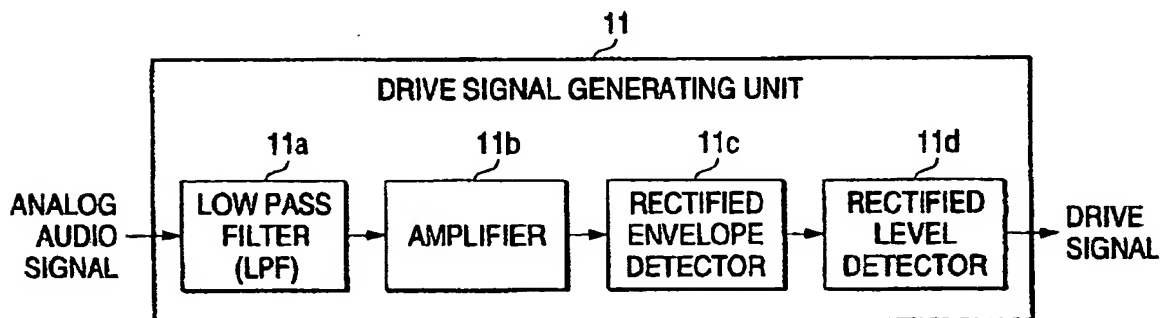 11
DRIVE SIGNAL GENERATING UNIT
11a
11b
11c
11d
ANALOG
AUDIO
SIGNAL
LOW PASS
FILTER
(LPF)
AMPLIFIER
RECTIFIED
ENVELOPE
DETECTOR
RECTIFIED
LEVEL
DETECTOR
DRIVE
SIGNAL